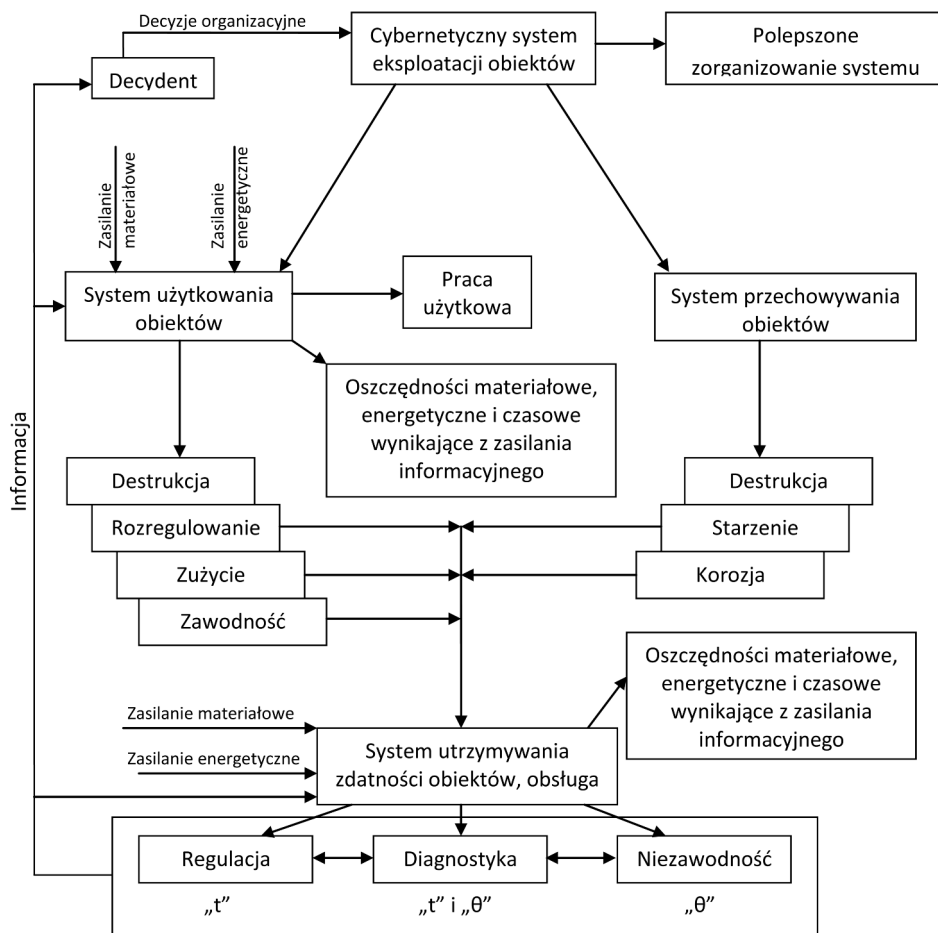 Decyzje organizacyjne
Decydent
Cybernetyczny system
eksploatacji obiektów
Polepszone
zorganizowanie systemu
Zasilanie
materiałowe
Zasilanie
energetyczne
System użytkowania
obiektów
Praca
użytkowa
System przechowywania
obiektów
Oszczędności materiałowe,
energetyczne i czasowe
wynikające z zasilania
informacyjnego
Informacja
Destrukcja
Rozregulowanie
Zużycie
Zawodność
Destrukcja
Starzenie
Korozja
Oszczędności materiałowe,
energetyczne i czasowe
wynikające z zasilania
informacyjnego
Zasilanie materiałowe
Zasilanie energetyczne
System utrzymywania
zdatności obiektów, obsługa
Regulacja
Diagnostyka
Niezawodność
„t”
„t” i „θ”
„θ”